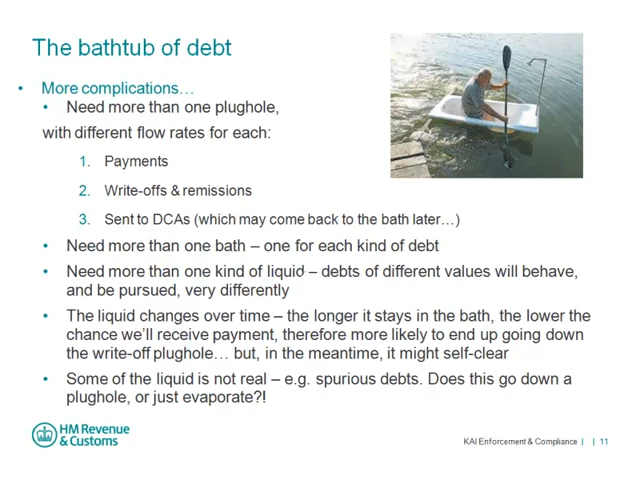 The bathtub of debt
• More complications…
• Need more than one plughole,
with different flow rates for each:
1. Payments
2. Write-offs & remissions
3. Sent to DCAs (which may come back to the bath later…)
• Need more than one bath – one for each kind of debt
• Need more than one kind of liquid – debts of different values will behave,
and be pursued, very differently
• The liquid changes over time – the longer it stays in the bath, the lower the
chance we’ll receive payment, therefore more likely to end up going down
the write-off plughole… but, in the meantime, it might self-clear
• Some of the liquid is not real – e.g. spurious debts. Does this go down a
plughole, or just evaporate?!
HM Revenue
& Customs
KAI Enforcement & Compliance | | 11